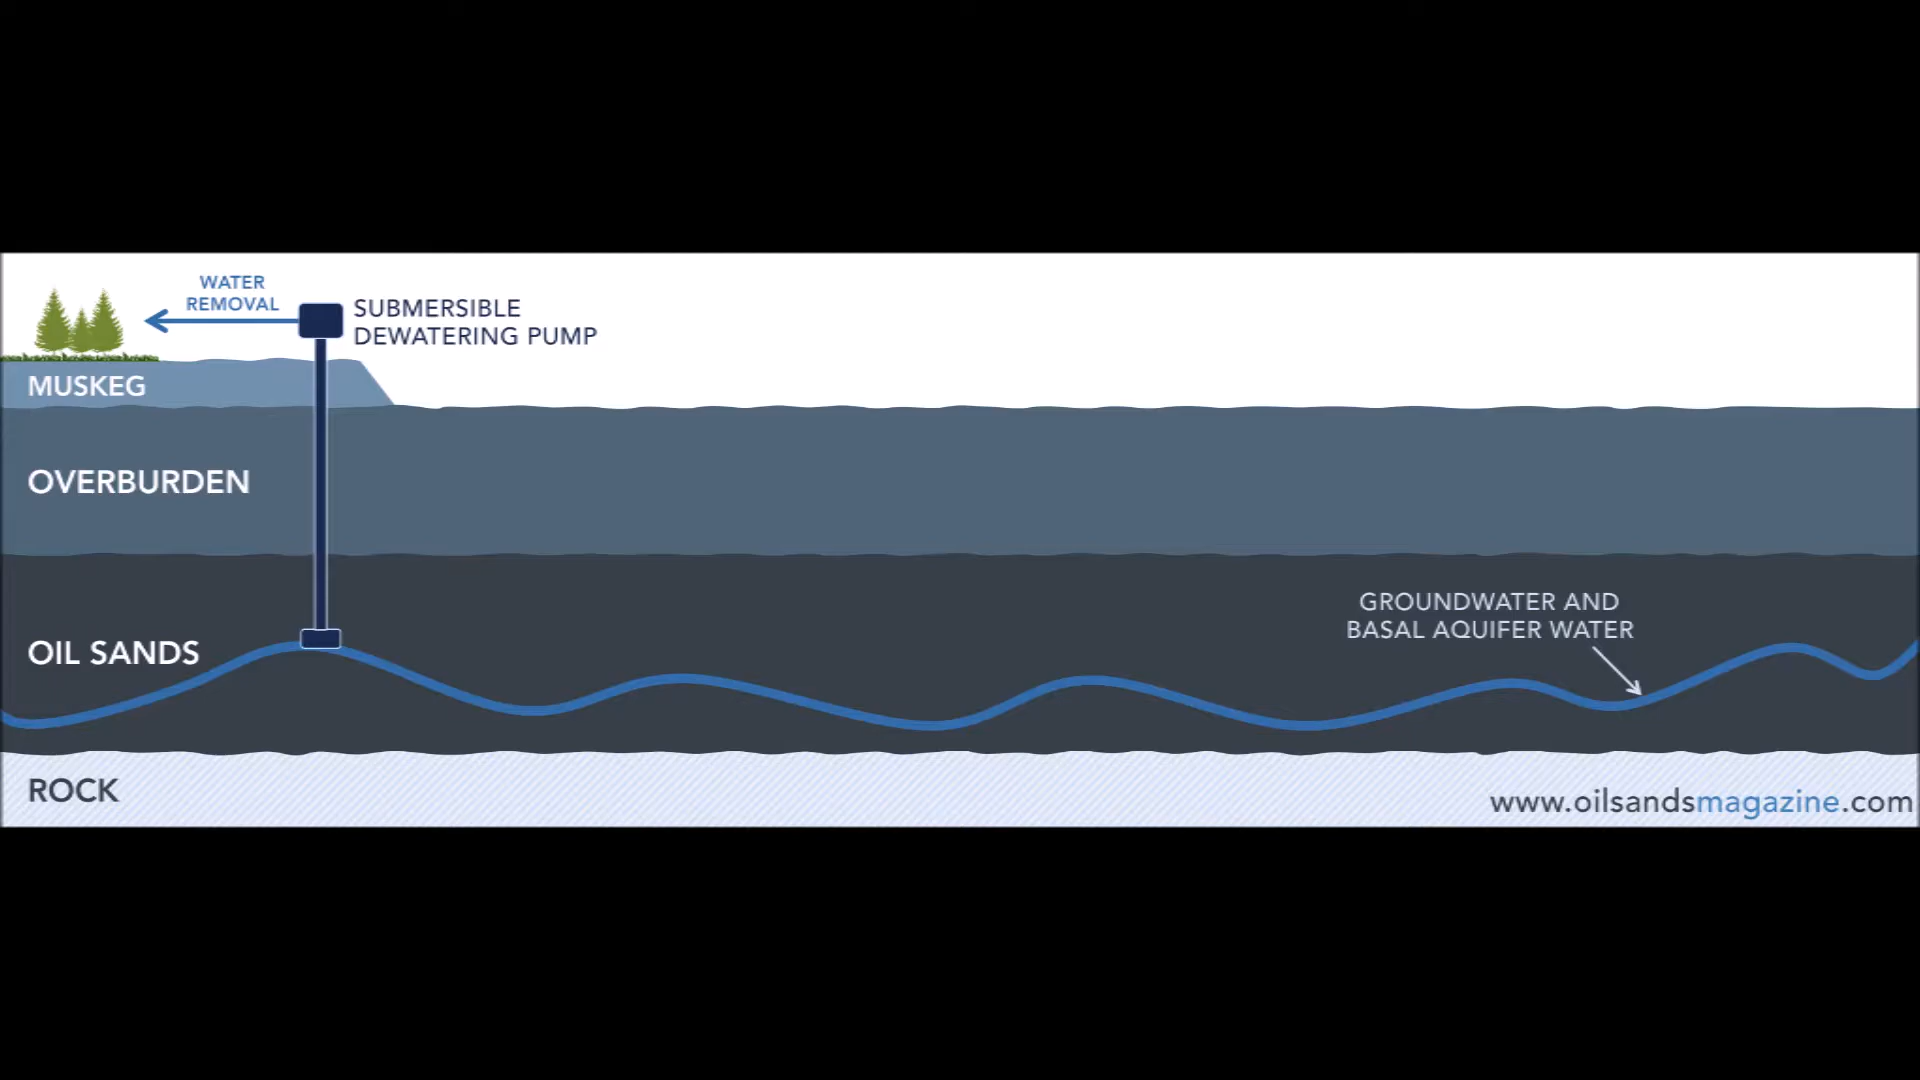 WATER
REMOVAL
SUBMERSIBLE
DEWATERING PUMP
MUSKEG
OVERBURDEN
GROUNDWATER AND
BASAL AQUIFER WATER
OIL SANDS
ROCK
www.oilsandsmagazine.com